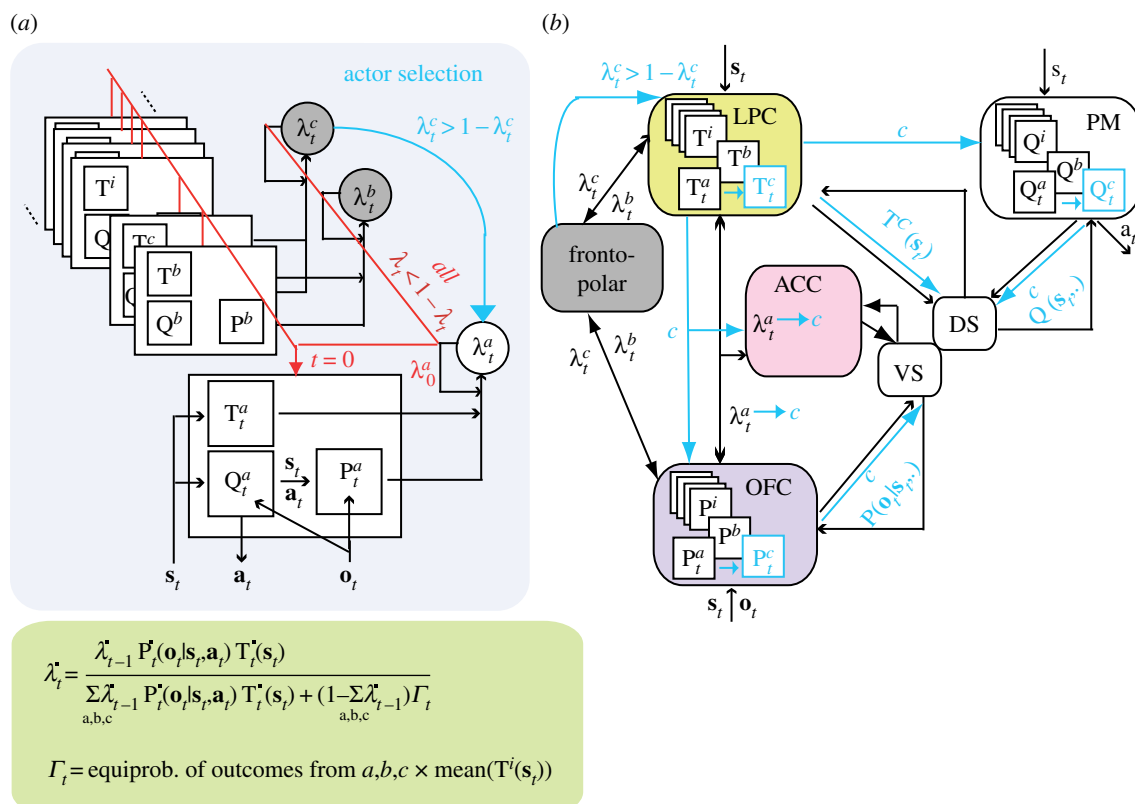 (a)
actor selection
λ_t^c
λ_t^c > 1 – λ_t^c
λ_t^b
T^i
Q
T^c
Q
T^b
Q^b
P^b
all
λ_t < 1 – λ_t
λ_t^a
t = 0
λ_0^a
T_t^a
Q_t^a
s_t
a_t
P_t^a
s_t
a_t
o_t
λ_t^▪ = λ_{t–1}^▪ P_t^▪(o_t|s_t,a_t) T_t^▪(s_t) / Σ_{a,b,c} λ_{t–1}^▪ P_t^▪(o_t|s_t,a_t) T_t^▪(s_t) + (1–Σ_{a,b,c} λ_{t–1}^▪)Γ_t
Γ_t = equiprob. of outcomes from a,b,c × mean(T^i(s_t))
(b)
λ_t^c > 1 – λ_t^c
s_t
LPC
T^i
T^b
T_t^a → T_t^c
c
s_t
PM
Q^i
Q^b
Q_t^a → Q_t^c
a_t
λ_t^c
λ_t^b
fronto-
polar
T^C(s_t)
c
Q (s_t,.)
c
ACC
λ_t^a → c
DS
VS
λ_t^c
λ_t^b
λ_t^a → c
OFC
P^i
P^b
P_t^a → P_t^c
c
P(o_t|s_t,.)
s_t
o_t